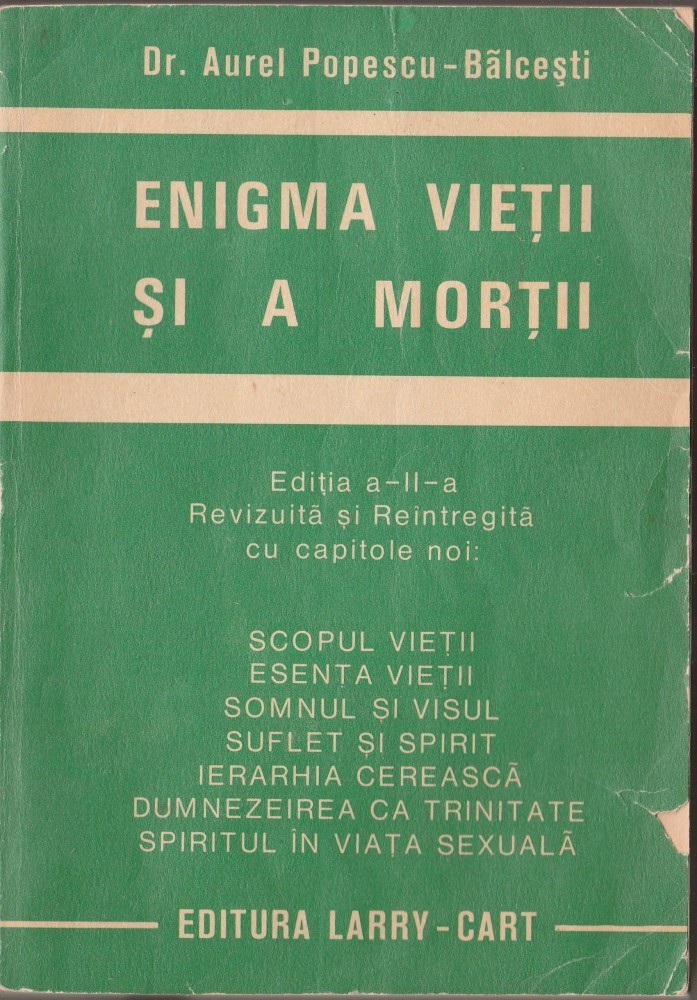 Dr. Aurel Popescu-Bălcești
ENIGMA VIEȚII
ȘI A MORȚII
Ediția a-II-a
Revizuită și Reîntregită
cu capitole noi:
SCOPUL VIEȚII
ESENȚA VIEȚII
SOMNUL ȘI VISUL
SUFLET ȘI SPIRIT
IERARHIA CEREASCĂ
DUMNEZEIREA CA TRINITATE
SPIRITUL ÎN VIAȚA SEXUALĂ
EDITURA LARRY-CART